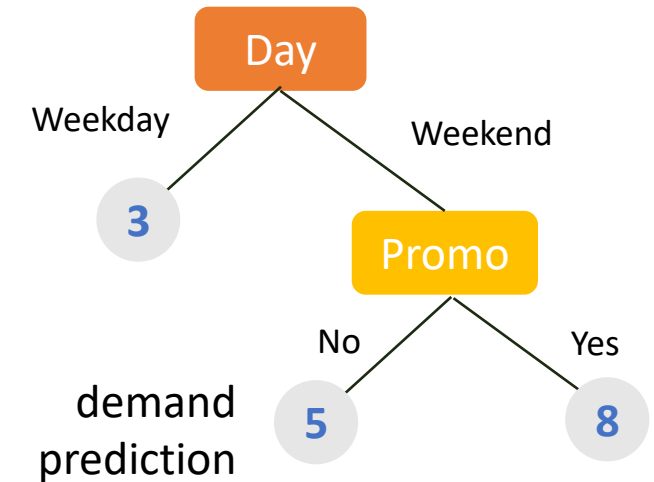 Day
Weekday
Weekend
3
Promo
No
Yes
demand
prediction
5
8